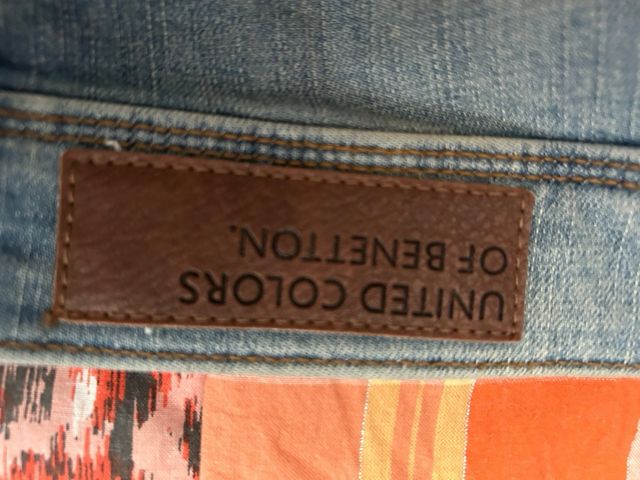 UNITED COLORS
OF BENETTON.